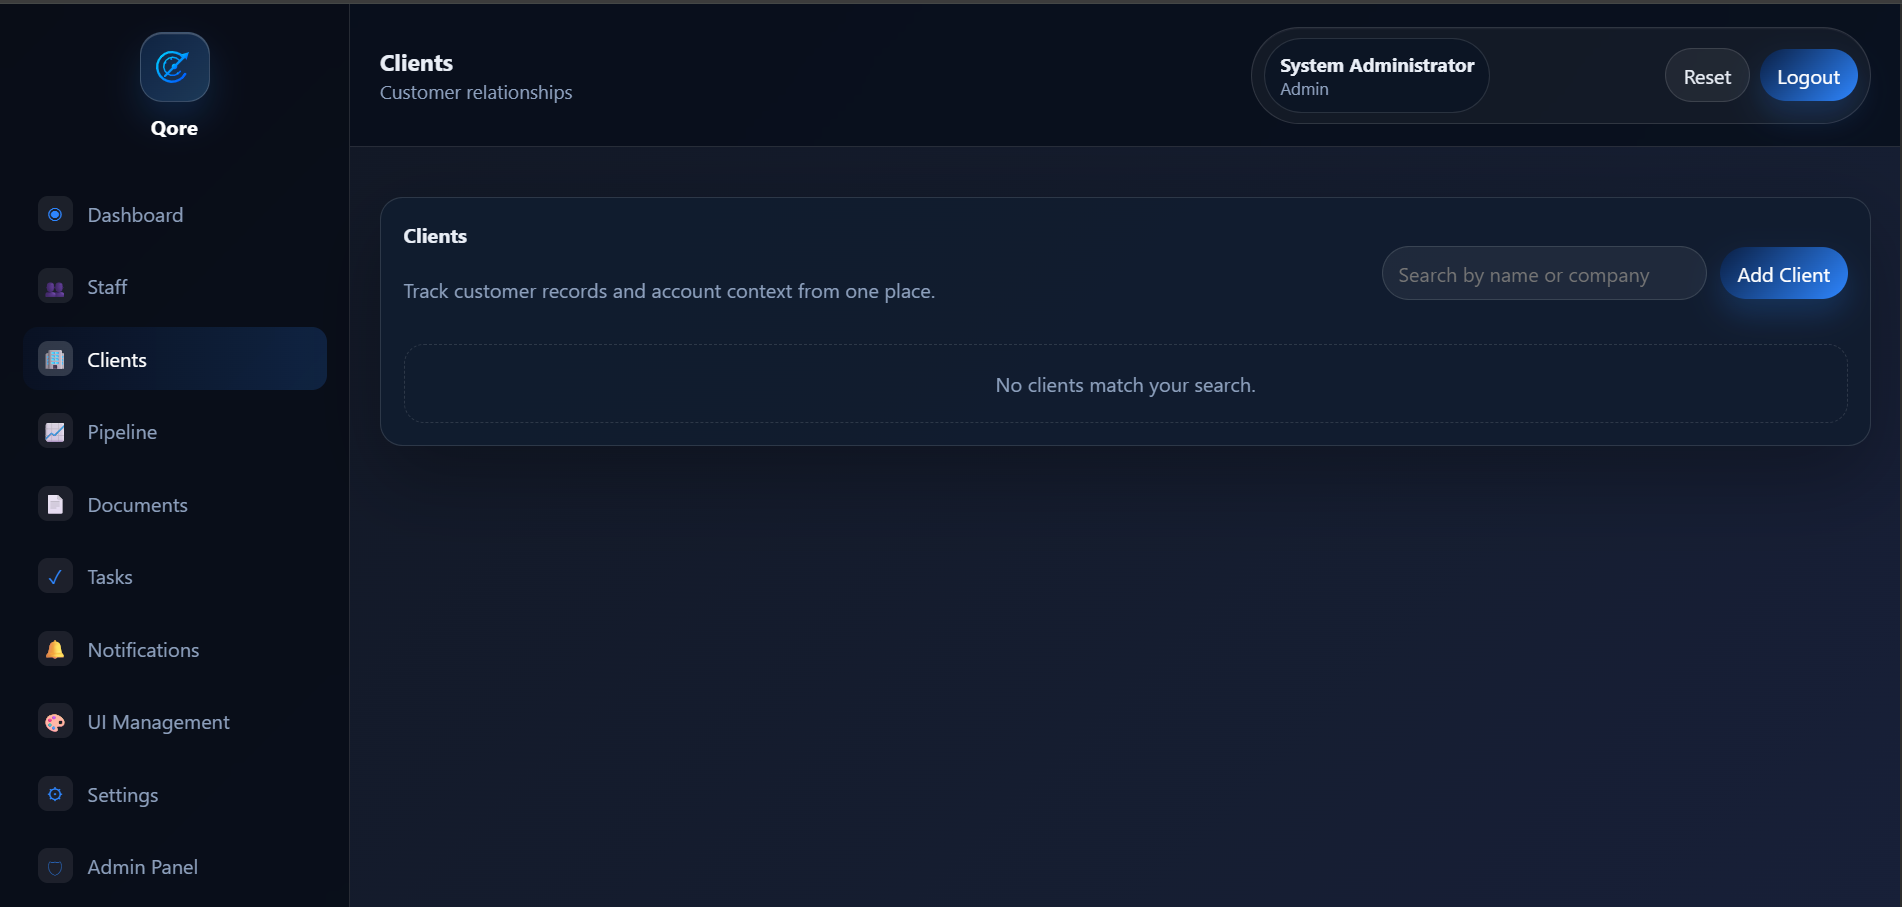 Qore
Dashboard
Staff
Clients
Pipeline
Documents
Tasks
Notifications
UI Management
Settings
Admin Panel
Clients
Customer relationships
System Administrator
Admin
Reset
Logout
Clients
Track customer records and account context from one place.
Search by name or company
Add Client
No clients match your search.